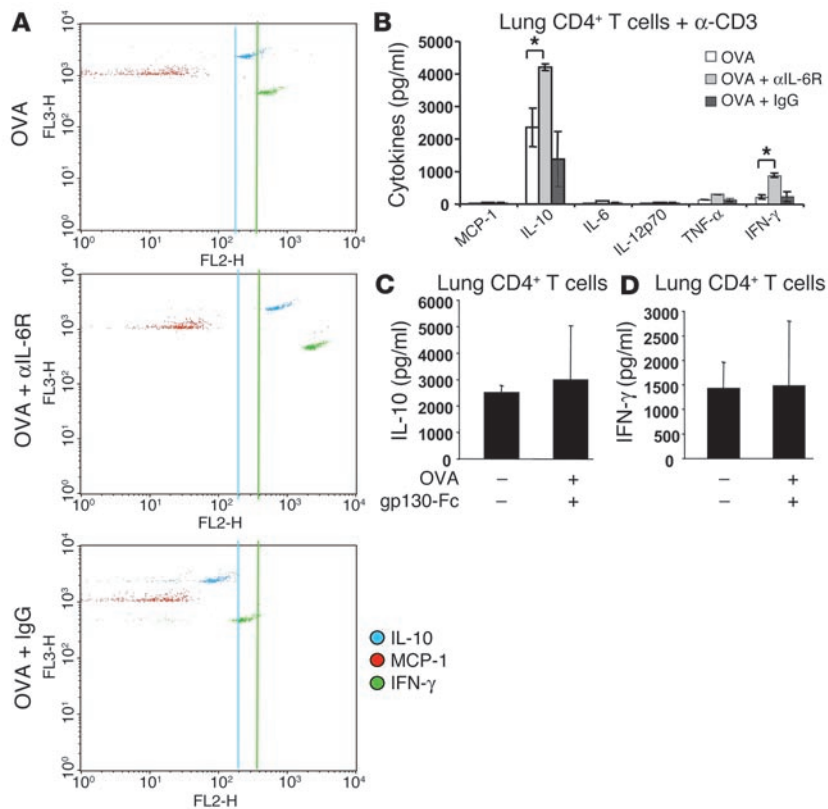 A
OVA
FL3-H
10⁴
10³
10²
10¹
10⁰
10⁰ 10¹ 10² 10³ 10⁴
FL2-H
OVA + αIL-6R
FL3-H
10⁴
10³
10²
10¹
10⁰
10⁰ 10¹ 10² 10³ 10⁴
FL2-H
OVA + IgG
FL3-H
10⁴
10³
10²
10¹
10⁰
10⁰ 10¹ 10² 10³ 10⁴
FL2-H
IL-10
MCP-1
IFN-γ
B
Lung CD4⁺ T cells + α-CD3
Cytokines (pg/ml)
5000
4000
3000
2000
1000
0
*
*
OVA
OVA + αIL-6R
OVA + IgG
MCP-1
IL-10
IL-6
IL-12p70
TNF-α
IFN-γ
C
Lung CD4⁺ T cells
IL-10 (pg/ml)
6000
5000
4000
3000
2000
1000
0
OVA − +
gp130-Fc − +
D
Lung CD4⁺ T cells
IFN-γ (pg/ml)
3000
2500
2000
1500
1000
500
0
− +
− +